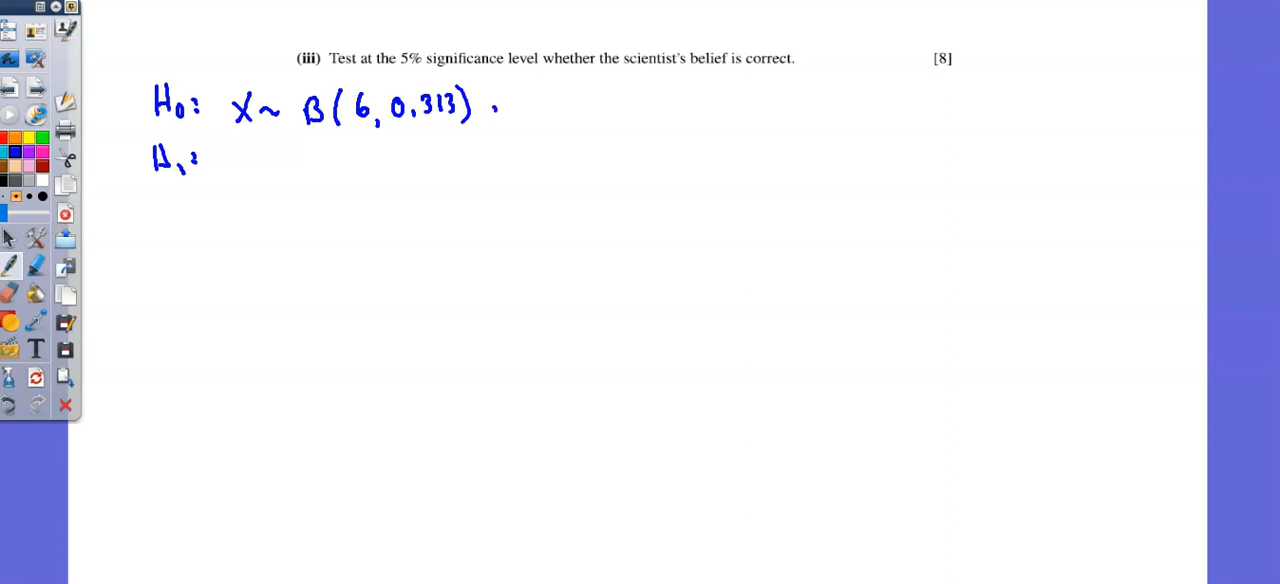 (iii) Test at the 5% significance level whether the scientist's belief is correct. [8]
H₀: X ~ B(6, 0.313) .
H₁:
T